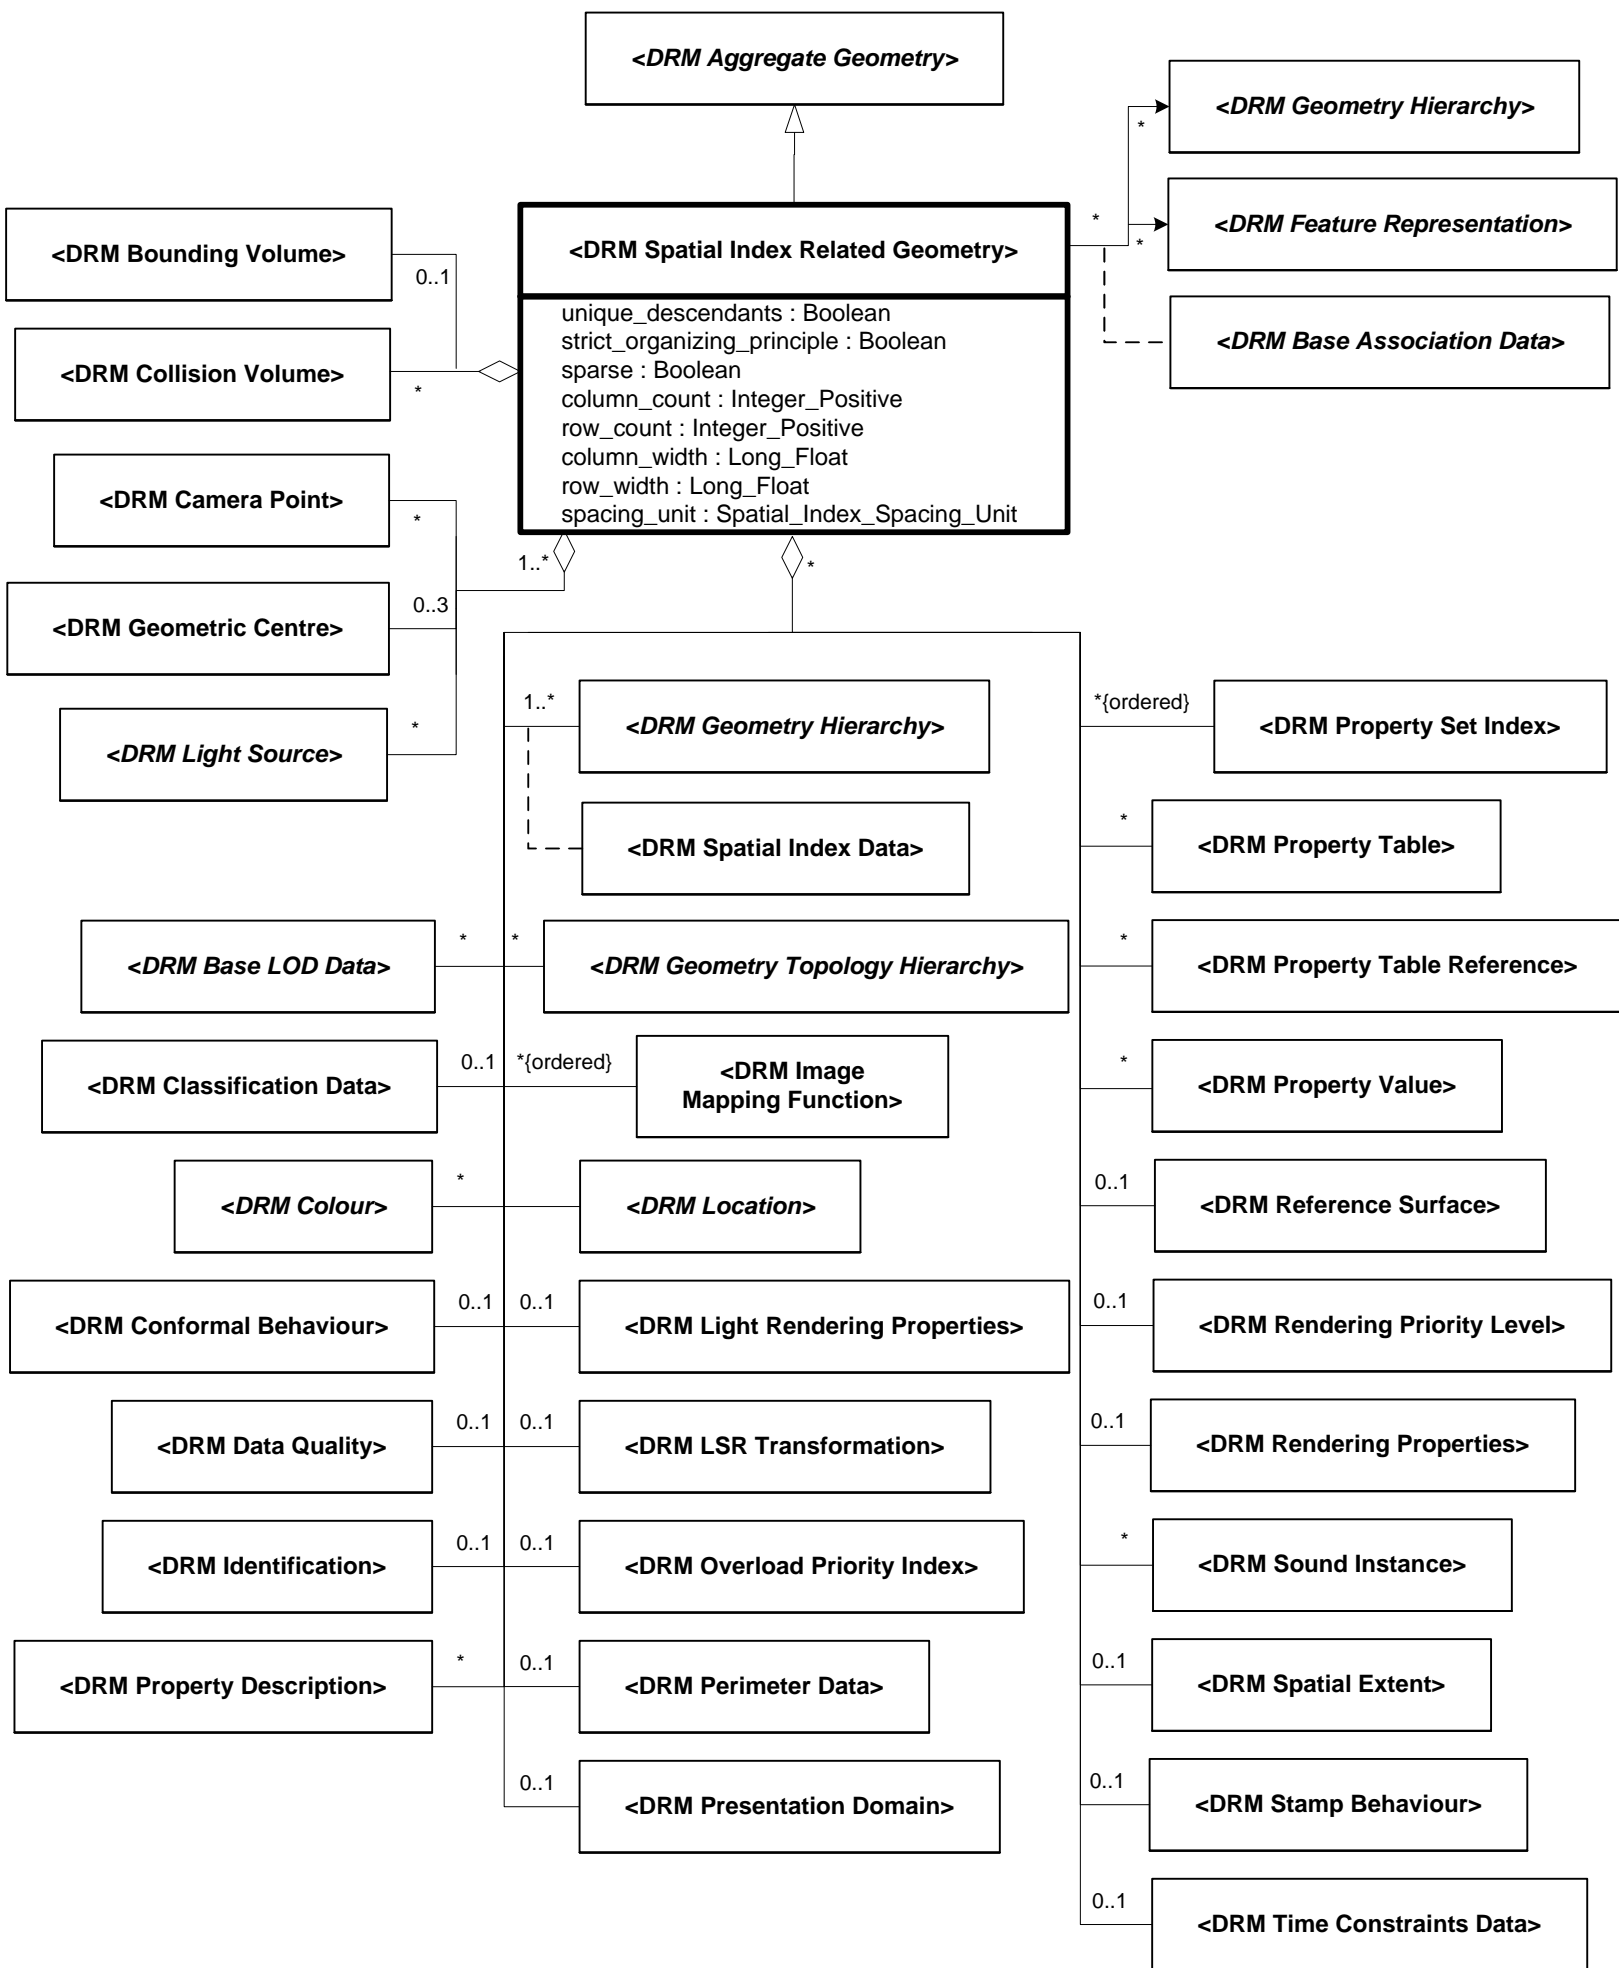 <DRM Aggregate Geometry>
<DRM Geometry Hierarchy>
*
<DRM Feature Representation>
*
*
<DRM Base Association Data>
<DRM Spatial Index Related Geometry>
unique_descendants : Boolean
strict_organizing_principle : Boolean
sparse : Boolean
column_count : Integer_Positive
row_count : Integer_Positive
column_width : Long_Float
row_width : Long_Float
spacing_unit : Spatial_Index_Spacing_Unit
<DRM Bounding Volume>
0..1
<DRM Collision Volume>
*
<DRM Camera Point>
*
1..*
*
<DRM Geometric Centre>
0..3
<DRM Light Source>
*
1..*
<DRM Geometry Hierarchy>
<DRM Spatial Index Data>
<DRM Base LOD Data>
*
*
<DRM Geometry Topology Hierarchy>
<DRM Classification Data>
0..1
*{ordered}
<DRM Image
Mapping Function>
<DRM Colour>
*
<DRM Location>
<DRM Conformal Behaviour>
0..1
0..1
<DRM Light Rendering Properties>
<DRM Data Quality>
0..1
0..1
<DRM LSR Transformation>
<DRM Identification>
0..1
0..1
<DRM Overload Priority Index>
<DRM Property Description>
*
0..1
<DRM Perimeter Data>
0..1
<DRM Presentation Domain>
*{ordered}
<DRM Property Set Index>
*
<DRM Property Table>
*
<DRM Property Table Reference>
*
<DRM Property Value>
0..1
<DRM Reference Surface>
0..1
<DRM Rendering Priority Level>
0..1
<DRM Rendering Properties>
*
<DRM Sound Instance>
0..1
<DRM Spatial Extent>
0..1
<DRM Stamp Behaviour>
0..1
<DRM Time Constraints Data>